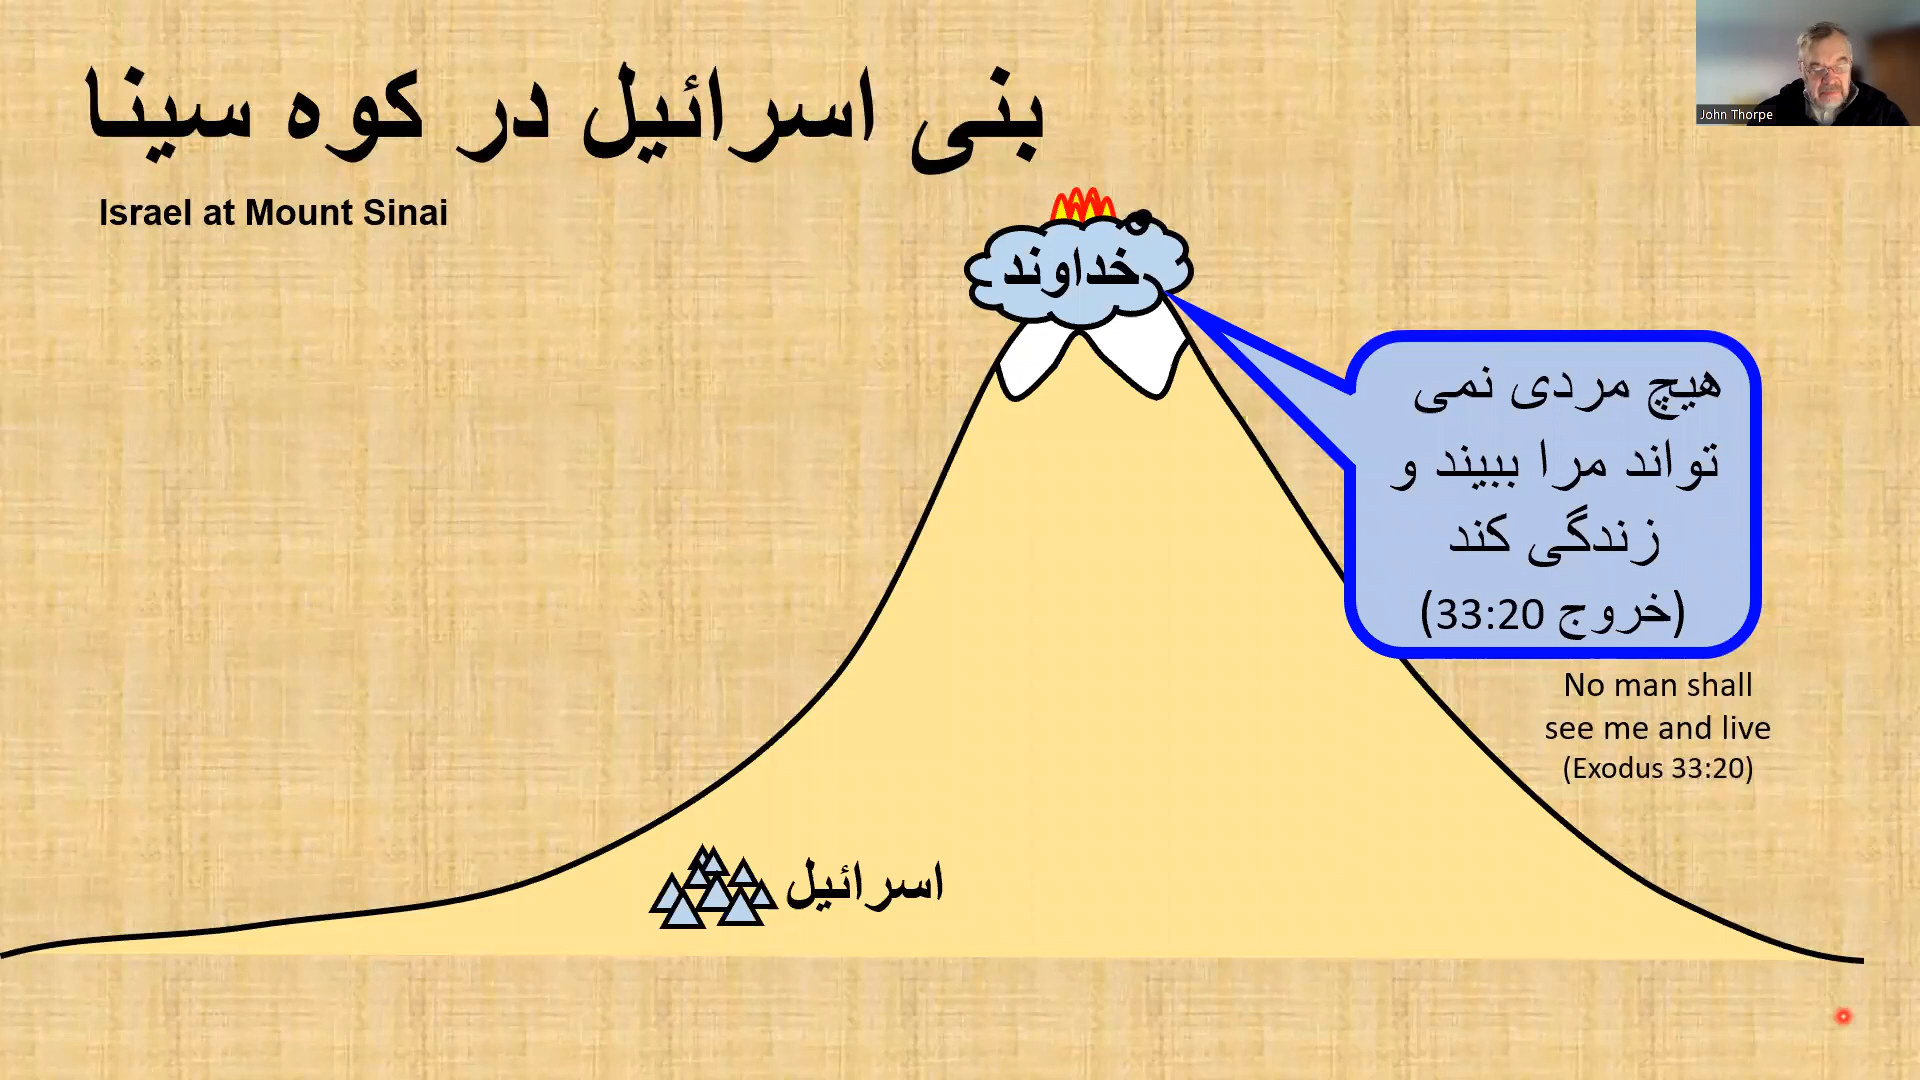 بنی اسرائیل در کوه سینا
Israel at Mount Sinai
John Thorpe
خداوند
هیچ مردی نمی
تواند مرا ببیند و
زندگی کند
(خروج 33:20)
No man shall
see me and live
(Exodus 33:20)
اسرائیل